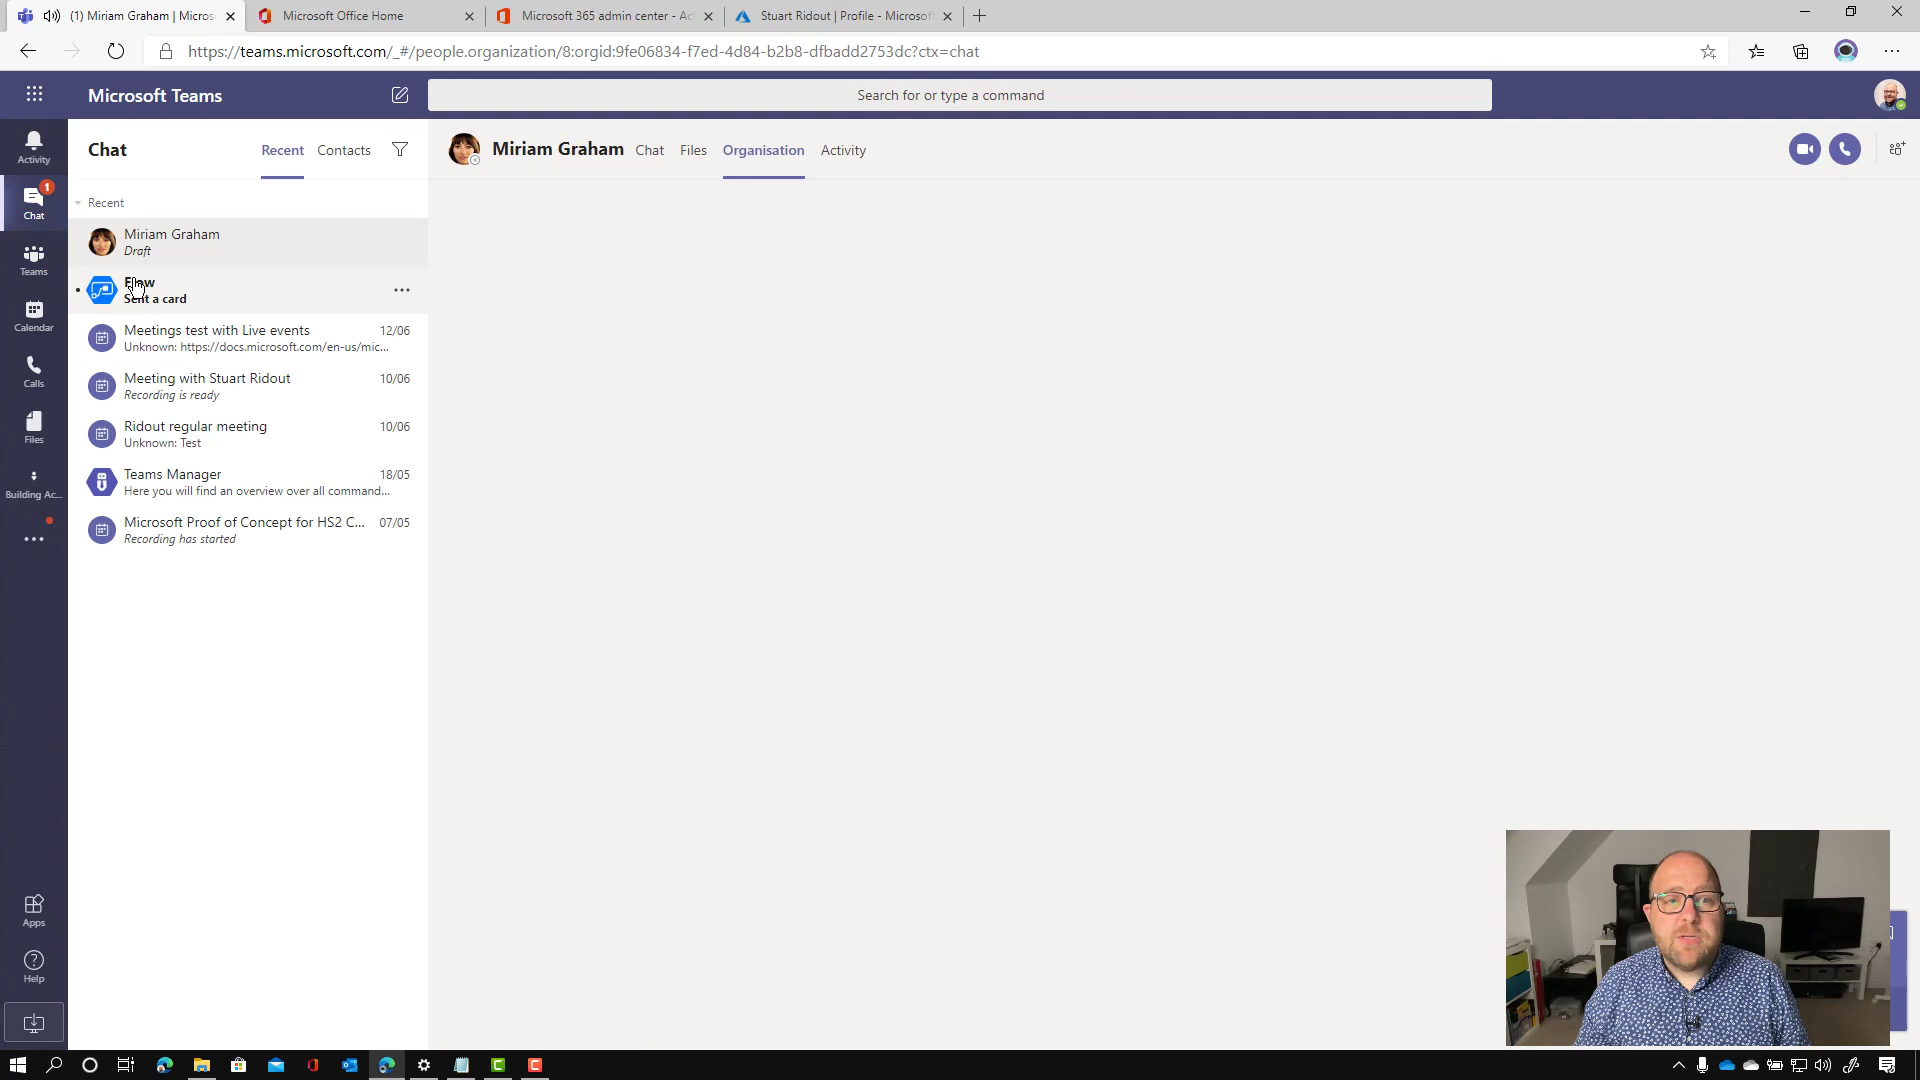 (1) Miriam Graham | Micros
Microsoft Office Home
Microsoft 365 admin center - Ac
Stuart Ridout | Profile - Microsof
https://teams.microsoft.com/_#/people.organization/8:orgid:9fe06834-f7ed-4d84-b2b8-dfbadd2753dc?ctx=chat
Microsoft Teams
Search for or type a command
Activity
Chat
1
Teams
Calendar
Calls
Files
Building Ac...
Apps
Help
Chat
Recent
Contacts
Recent
Miriam Graham
Draft
Flow
Sent a card
Meetings test with Live events
12/06
Unknown: https://docs.microsoft.com/en-us/mic...
Meeting with Stuart Ridout
10/06
Recording is ready
Ridout regular meeting
10/06
Unknown: Test
Teams Manager
18/05
Here you will find an overview over all command...
Microsoft Proof of Concept for HS2 C...
07/05
Recording has started
Miriam Graham
Chat
Files
Organisation
Activity